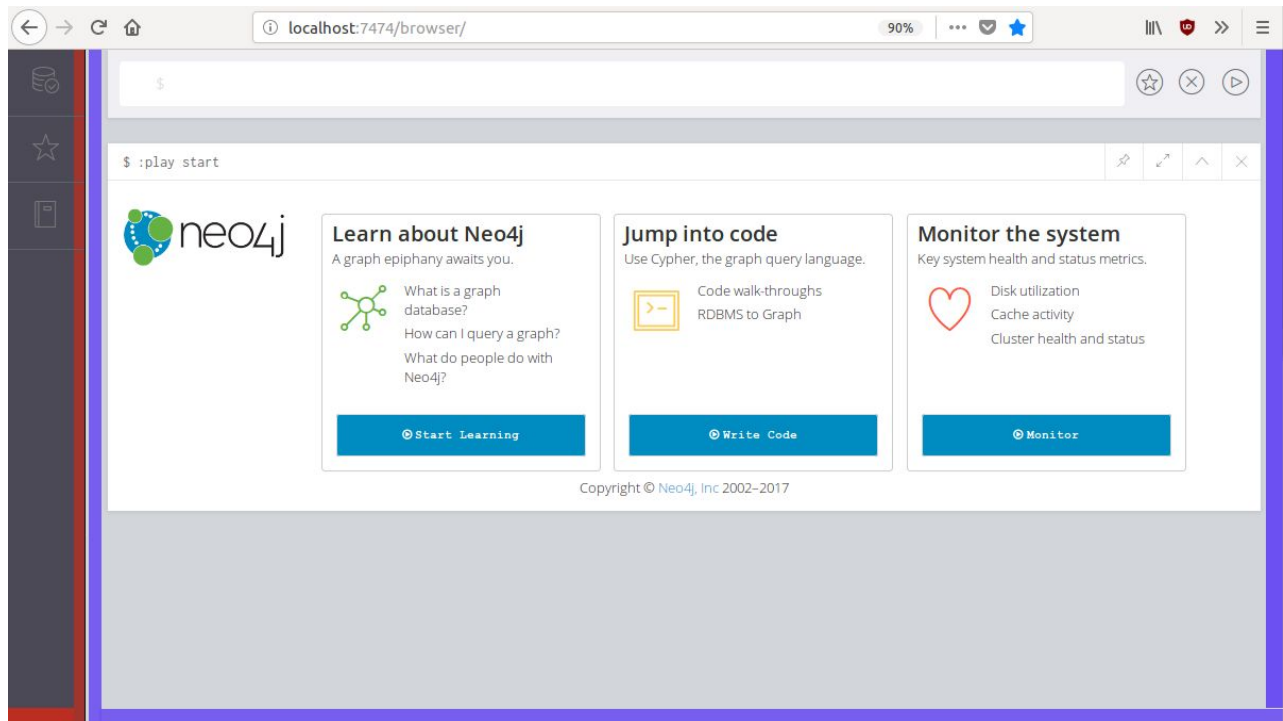 localhost:7474/browser/
90%
$
$ :play start
neo4j
Learn about Neo4j
A graph epiphany awaits you.
What is a graph
database?
How can I query a graph?
What do people do with
Neo4j?
Start Learning
Jump into code
Use Cypher, the graph query language.
Code walk-throughs
RDBMS to Graph
Write Code
Monitor the system
Key system health and status metrics.
Disk utilization
Cache activity
Cluster health and status
Monitor
Copyright © Neo4j, Inc 2002–2017